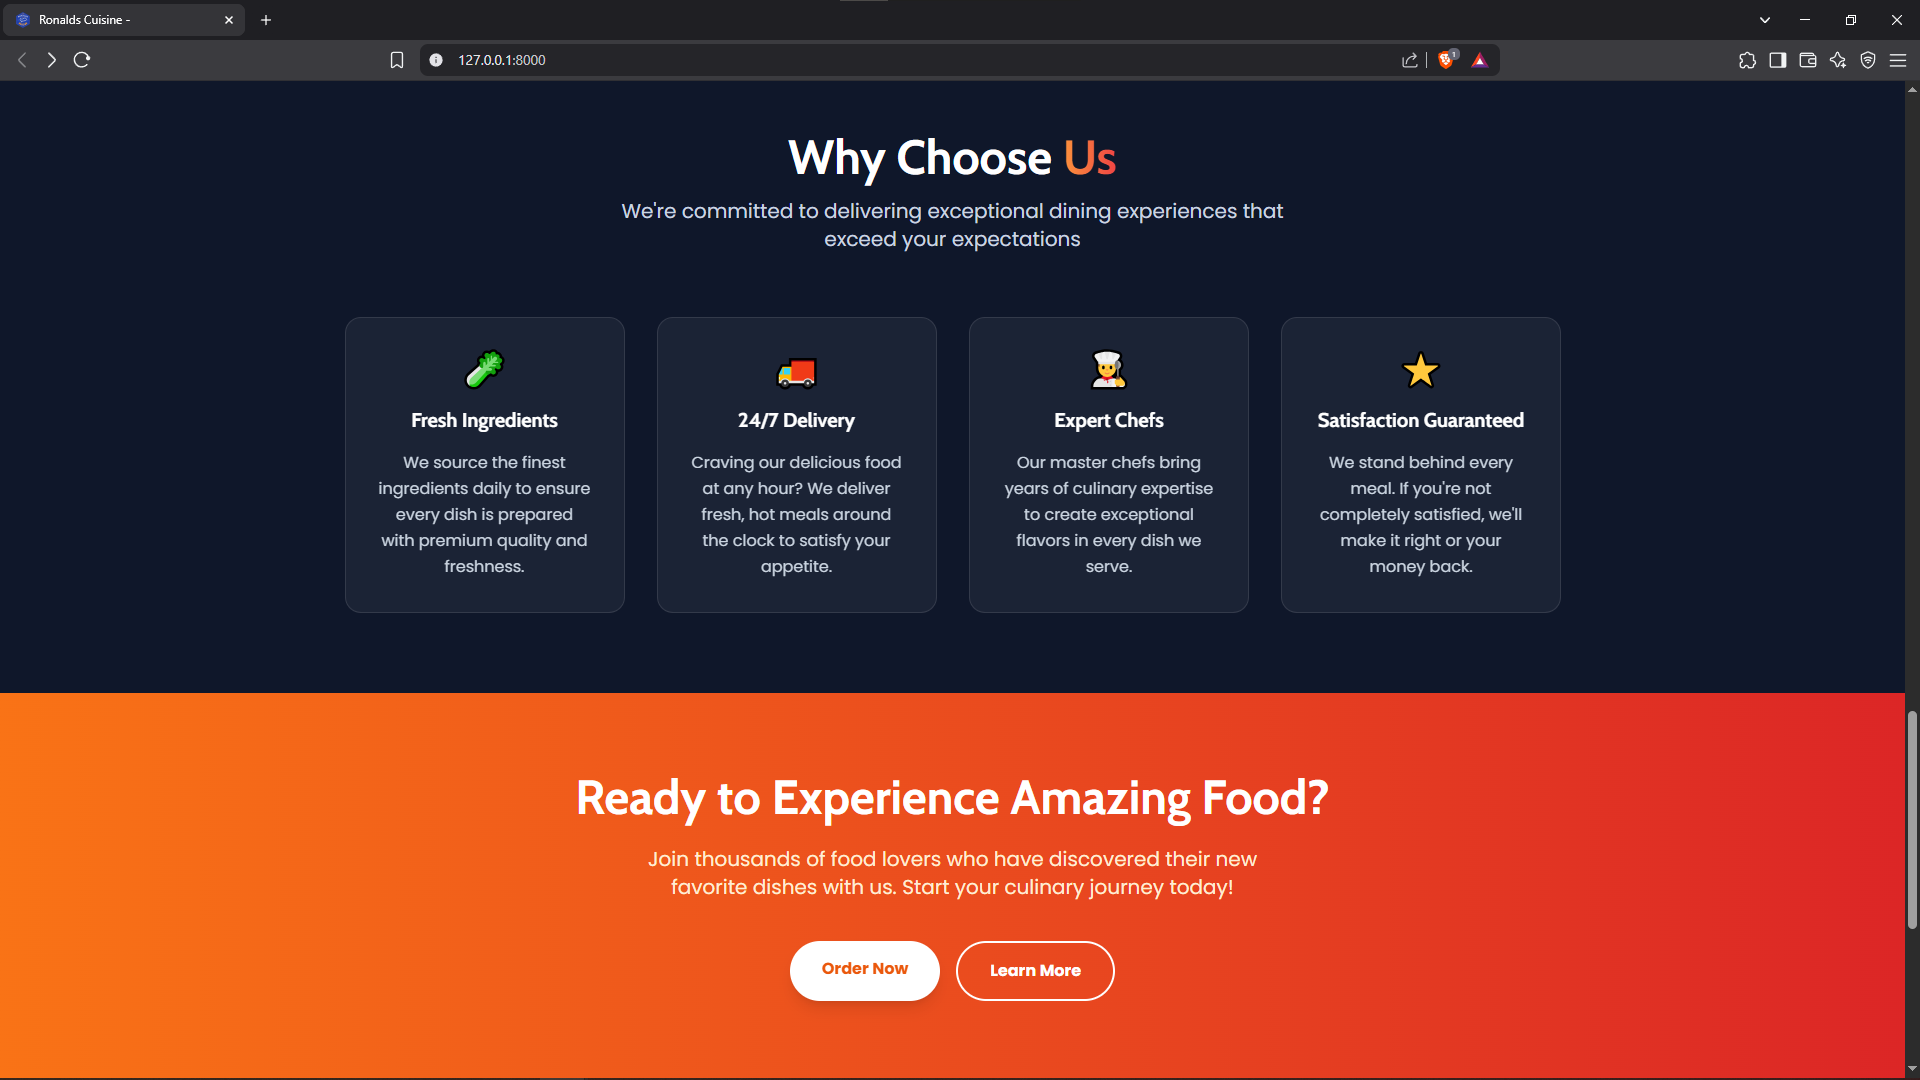 Ronalds Cuisine -
127.0.0.1:8000
1
Why Choose Us
We're committed to delivering exceptional dining experiences that
exceed your expectations
Fresh Ingredients
We source the finest
ingredients daily to ensure
every dish is prepared
with premium quality and
freshness.
24/7 Delivery
Craving our delicious food
at any hour? We deliver
fresh, hot meals around
the clock to satisfy your
appetite.
Expert Chefs
Our master chefs bring
years of culinary expertise
to create exceptional
flavors in every dish we
serve.
Satisfaction Guaranteed
We stand behind every
meal. If you're not
completely satisfied, we'll
make it right or your
money back.
Ready to Experience Amazing Food?
Join thousands of food lovers who have discovered their new
favorite dishes with us. Start your culinary journey today!
Order Now
Learn More